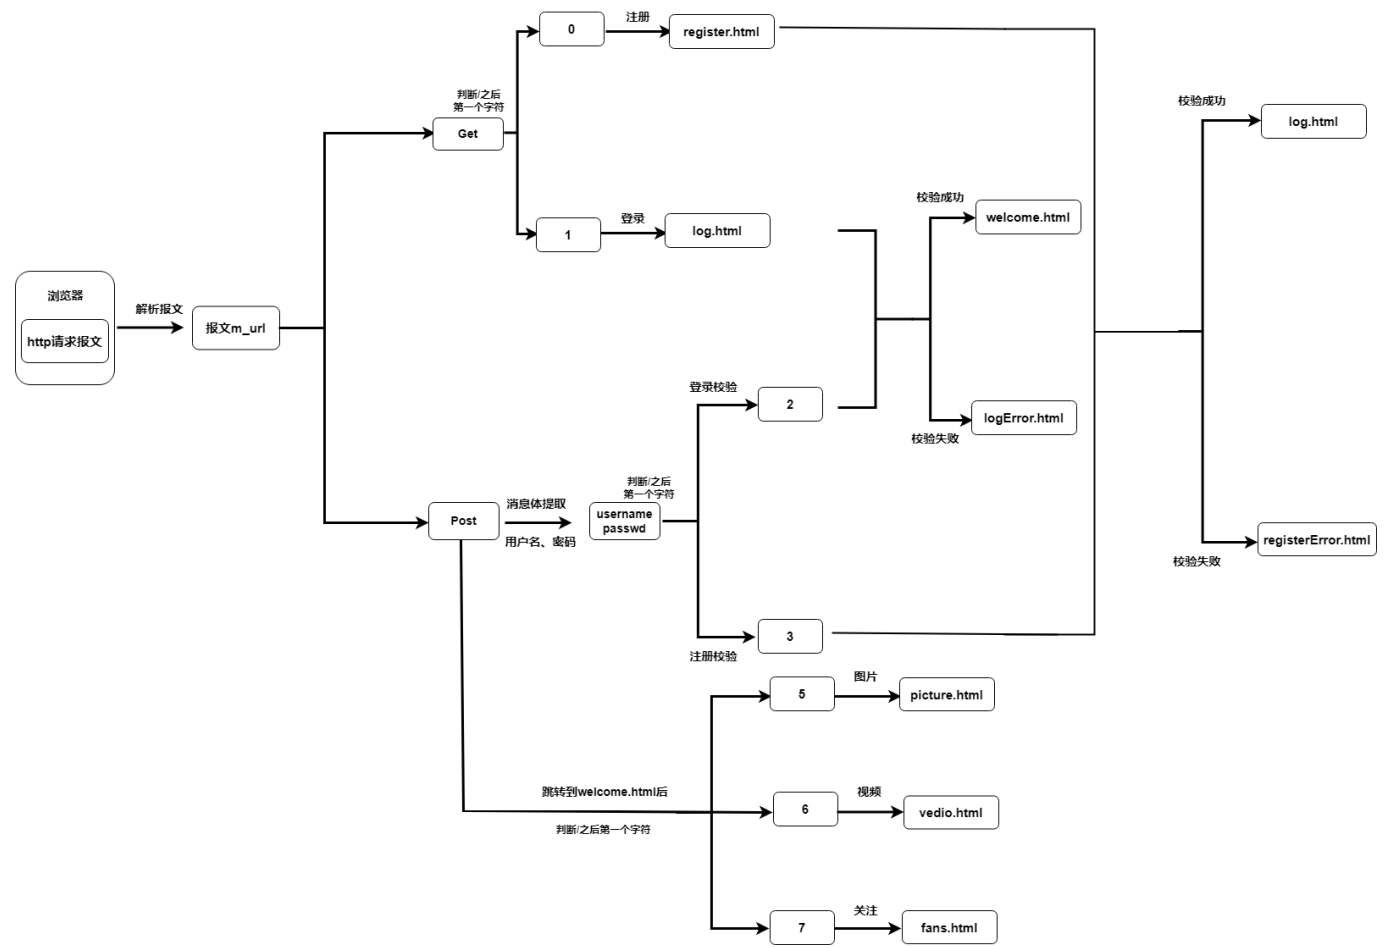 0
注册
register.html
判断/之后
第一个字符
Get
校验成功
log.html
1
登录
log.html
校验成功
welcome.html
浏览器
http请求报文
解析报文
报文m_url
登录校验
2
logError.html
校验失败
判断/之后
第一个字符
Post
消息体提取
用户名、密码
username
passwd
registerError.html
校验失败
3
注册校验
5
图片
picture.html
跳转到welcome.html后
判断/之后第一个字符
6
视频
vedio.html
7
关注
fans.html